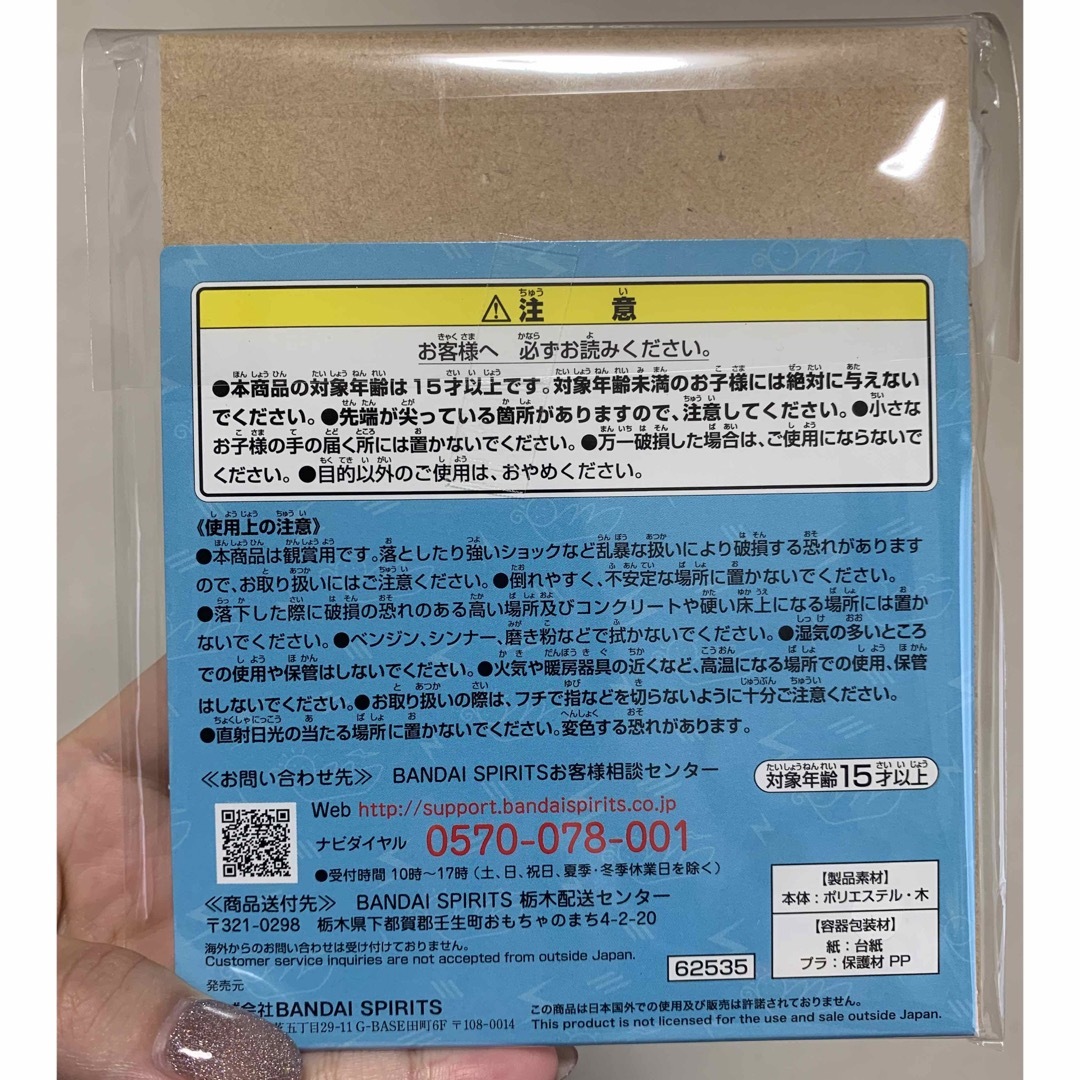 ⚠注 意
お客様へ 必ずお読みください。
●本商品の対象年齢は15才以上です。対象年齢未満のお子様には絶対に与えない
でください。●先端が尖っている箇所がありますので、注意してください。●小さな
お子様の手の届く所には置かないでください。●万一破損した場合は、ご使用にならないで
ください。●目的以外のご使用は、おやめください。
《使用上の注意》
●本商品は観賞用です。落としたり強いショックなど乱暴な扱いにより破損する恐れがあります
ので、お取り扱いにはご注意ください。●倒れやすく、不安定な場所に置かないでください。
●落下した際に破損の恐れのある高い場所及びコンクリートや硬い床上になる場所には置か
ないでください。●ベンジン、シンナー、磨き粉などで拭かないでください。●湿気の多いところ
での使用や保管はしないでください。●火気や暖房器具の近くなど、高温になる場所での使用、保管
はしないでください。●お取り扱いの際は、フチで指などを切らないように十分ご注意ください。
●直射日光の当たる場所に置かないでください。変色する恐れがあります。
≪お問い合わせ先≫ BANDAI SPIRITSお客様相談センター
対象年齢15才以上
Web http://support.bandaispirits.co.jp
ナビダイヤル 0570-078-001
●受付時間 10時〜17時(土、日、祝日、夏季・冬季休業日を除く)
≪商品送付先≫ BANDAI SPIRITS 栃木配送センター
〒321-0298 栃木県下都賀郡壬生町おもちゃのまち4-2-20
海外からのお問い合わせは受け付けておりません。
Customer service inquiries are not accepted from outside Japan.
62535
【製品素材】
本体:ポリエステル・木
【容器包装材】
紙:台紙
プラ:保護材 PP
発売元
会社BANDAI SPIRITS
五丁目29-11 G-BASE田町6F 〒108-0014
この商品は日本国外での使用及び販売は許諾されておりません。
This product is not licensed for the use and sale outside Japan.